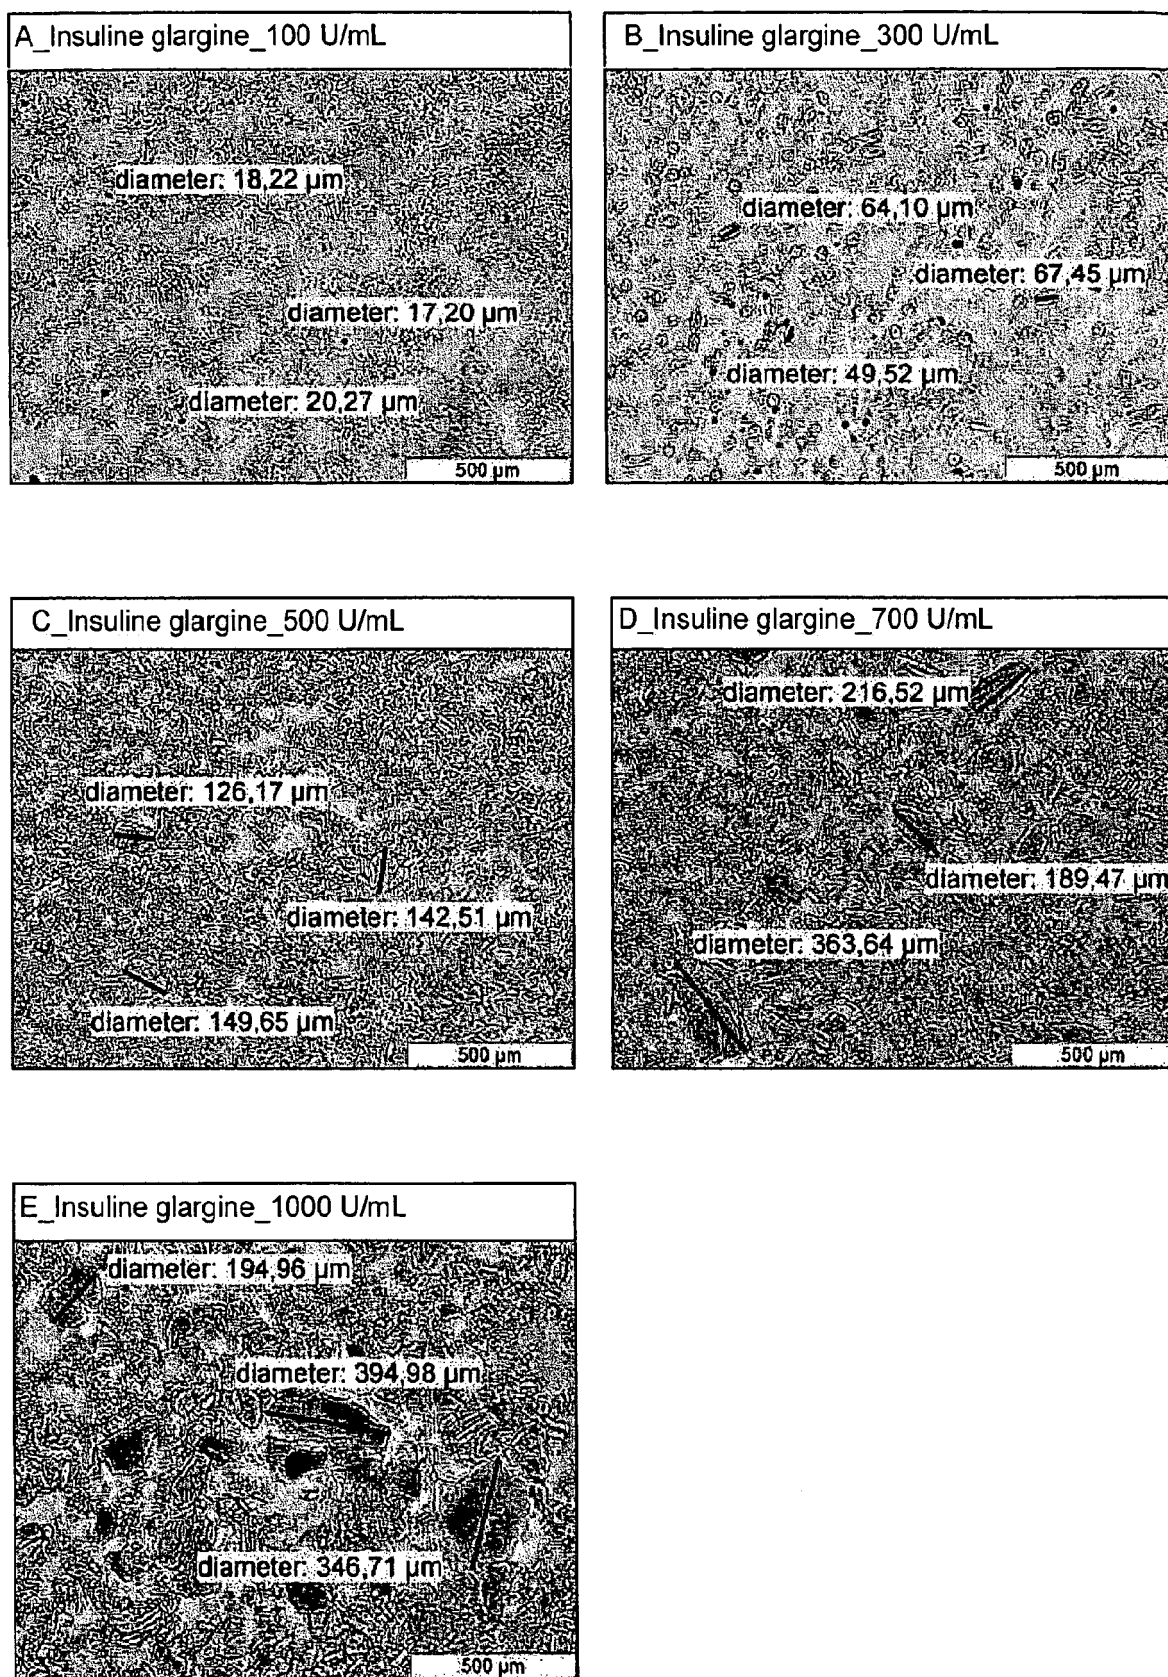 A_Insuline glargine_100 U/mL
diameter: 18,22 µm
diameter: 17,20 µm
diameter: 20,27 µm
500 µm
B_Insuline glargine_300 U/mL
diameter: 64,10 µm
diameter: 67,45 µm
diameter: 49,52 µm
500 µm
C_Insuline glargine_500 U/mL
diameter: 126,17 µm
diameter: 142,51 µm
diameter: 149,65 µm
500 µm
D_Insuline glargine_700 U/mL
diameter: 216,52 µm
diameter: 189,47 µm
diameter: 363,64 µm
500 µm
E_Insuline glargine_1000 U/mL
diameter: 194,96 µm
diameter: 394,98 µm
diameter: 346,71 µm
500 µm